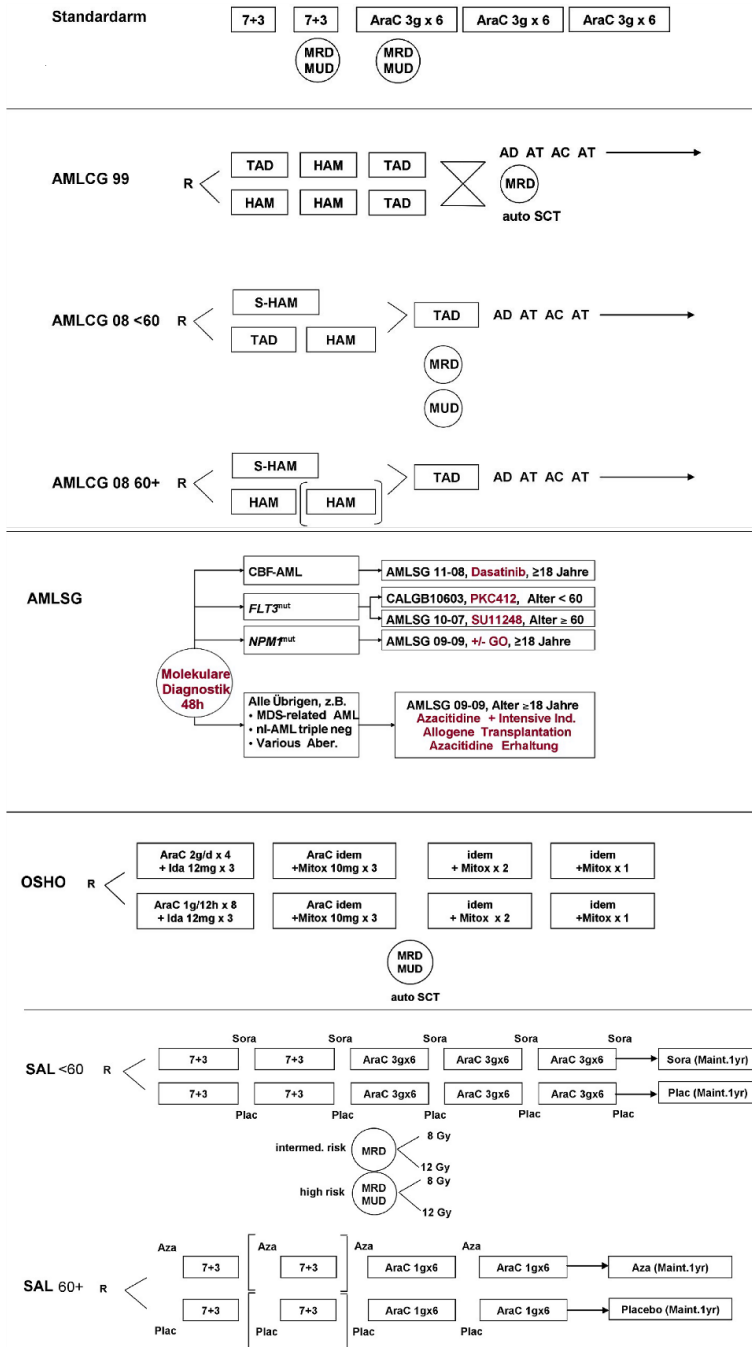 Standardarm
7+3 7+3 AraC 3g x 6 AraC 3g x 6 AraC 3g x 6
MRD MRD
MUD MUD
AMLCG 99
R
TAD HAM TAD
HAM HAM TAD
AD AT AC AT
MRD
auto SCT
AMLCG 08 <60 R
S-HAM
TAD HAM
TAD AD AT AC AT
MRD
MUD
AMLCG 08 60+ R
S-HAM
HAM HAM
TAD AD AT AC AT
AMLSG
Molekulare
Diagnostik
48h
CBF-AML
AMLSG 11-08, Dasatinib, ≥18 Jahre
FLT3mut
CALGB10603, PKC412, Alter < 60
AMLSG 10-07, SU11248, Alter ≥ 60
NPM1mut
AMLSG 09-09, +/- GO, ≥18 Jahre
Alle Übrigen, z.B.
• MDS-related AML
• nl-AML triple neg
• Various Aber.
AMLSG 09-09, Alter ≥18 Jahre
Azacitidine + Intensive Ind.
Allogene Transplantation
Azacitidine Erhaltung
OSHO R
AraC 2g/d x 4
+ Ida 12mg x 3
AraC idem
+Mitox 10mg x 3
idem
+ Mitox x 2
idem
+Mitox x 1
AraC 1g/12h x 8
+ Ida 12mg x 3
AraC idem
+Mitox 10mg x 3
idem
+ Mitox x 2
idem
+Mitox x 1
MRD
MUD
auto SCT
SAL <60 R
Sora Sora Sora Sora Sora
7+3 7+3 AraC 3gx6 AraC 3gx6 AraC 3gx6 Sora (Maint.1yr)
7+3 7+3 AraC 3gx6 AraC 3gx6 AraC 3gx6 Plac (Maint.1yr)
Plac Plac Plac Plac Plac
intermed. risk MRD 8 Gy
12 Gy
high risk MRD
MUD 8 Gy
12 Gy
SAL 60+ R
Aza Aza Aza Aza
7+3 7+3 AraC 1gx6 AraC 1gx6 Aza (Maint.1yr)
7+3 7+3 AraC 1gx6 AraC 1gx6 Placebo (Maint.1yr)
Plac Plac Plac Plac